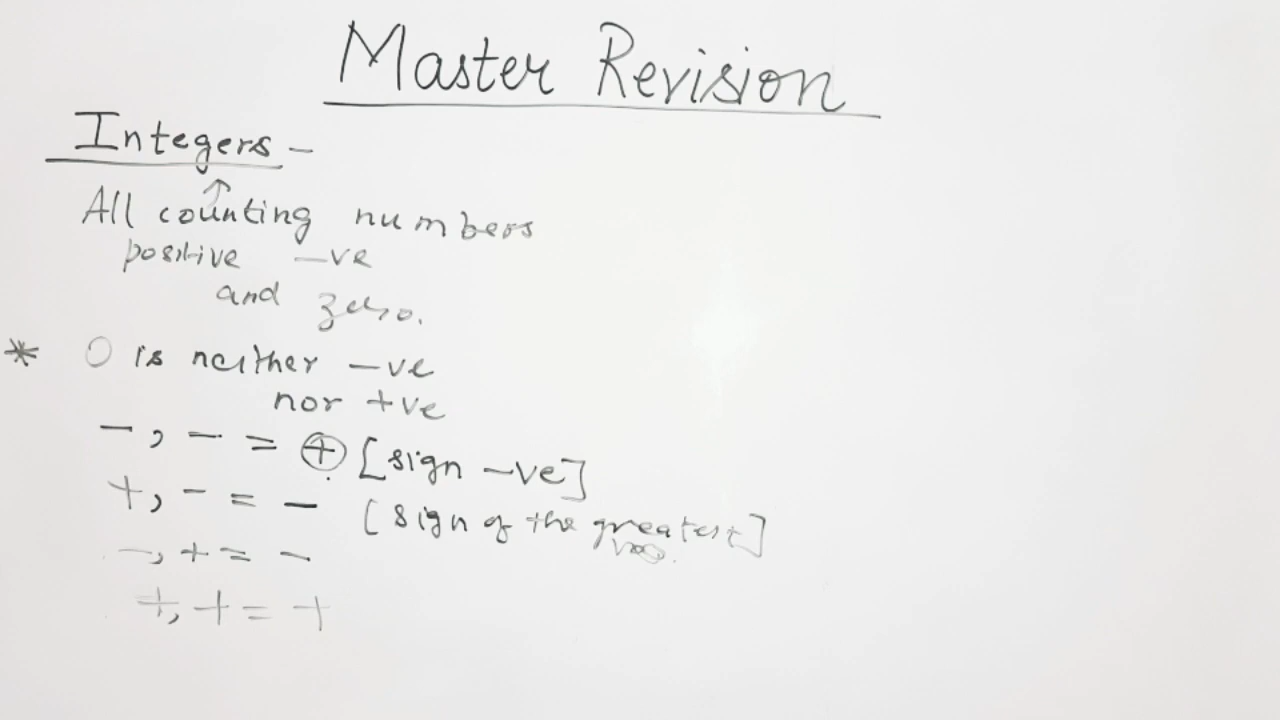 Master Revision
Integers -
↑
All counting numbers
positive -ve
and zero.
* 0 is neither -ve
nor +ve
-, - = ⊕ [sign -ve]
+, - = - [sign of the greatest]
no.
-, + = -
+, + = +